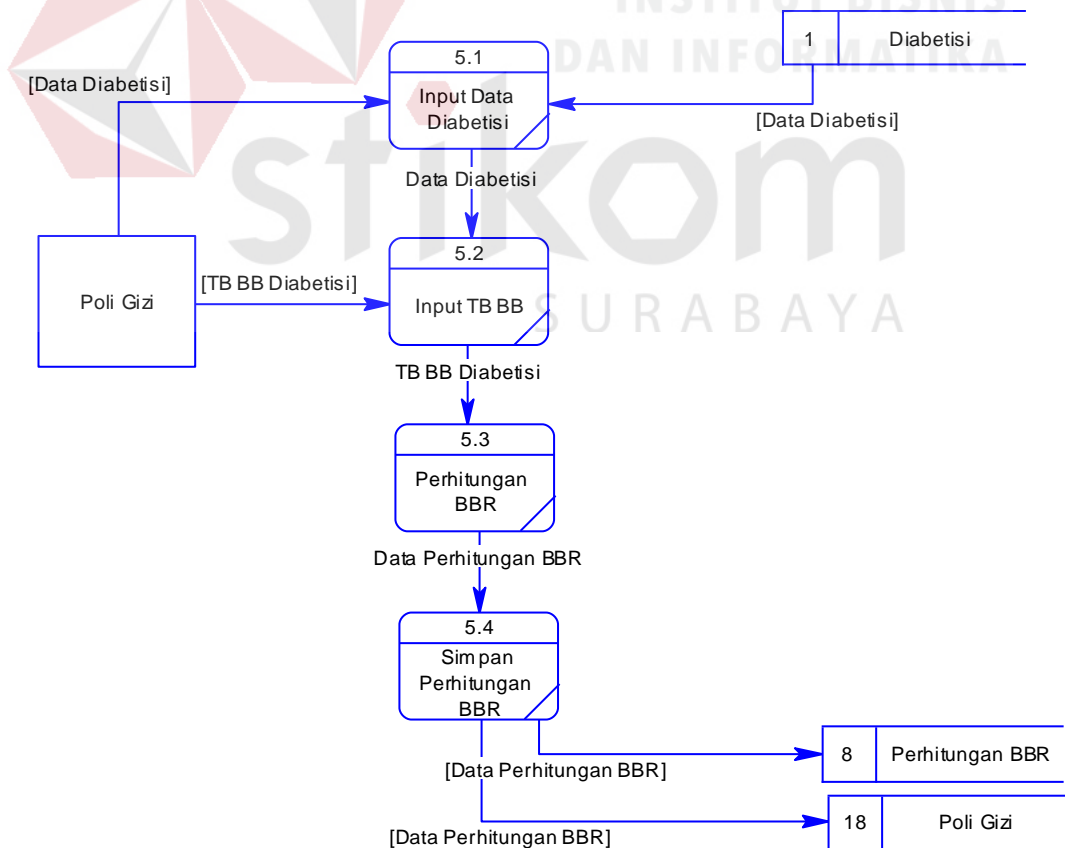 INSTITUT BISNIS
DAN INFORMATIKA
stikom
SURABAYA
1 Diabetisi
5.1
Input Data
Diabetisi
[Data Diabetisi]
[Data Diabetisi]
Data Diabetisi
5.2
Input TB BB
Poli Gizi
[TB BB Diabetisi]
TB BB Diabetisi
5.3
Perhitungan
BBR
Data Perhitungan BBR
5.4
Simpan
Perhitungan
BBR
8 Perhitungan BBR
[Data Perhitungan BBR]
18 Poli Gizi
[Data Perhitungan BBR]